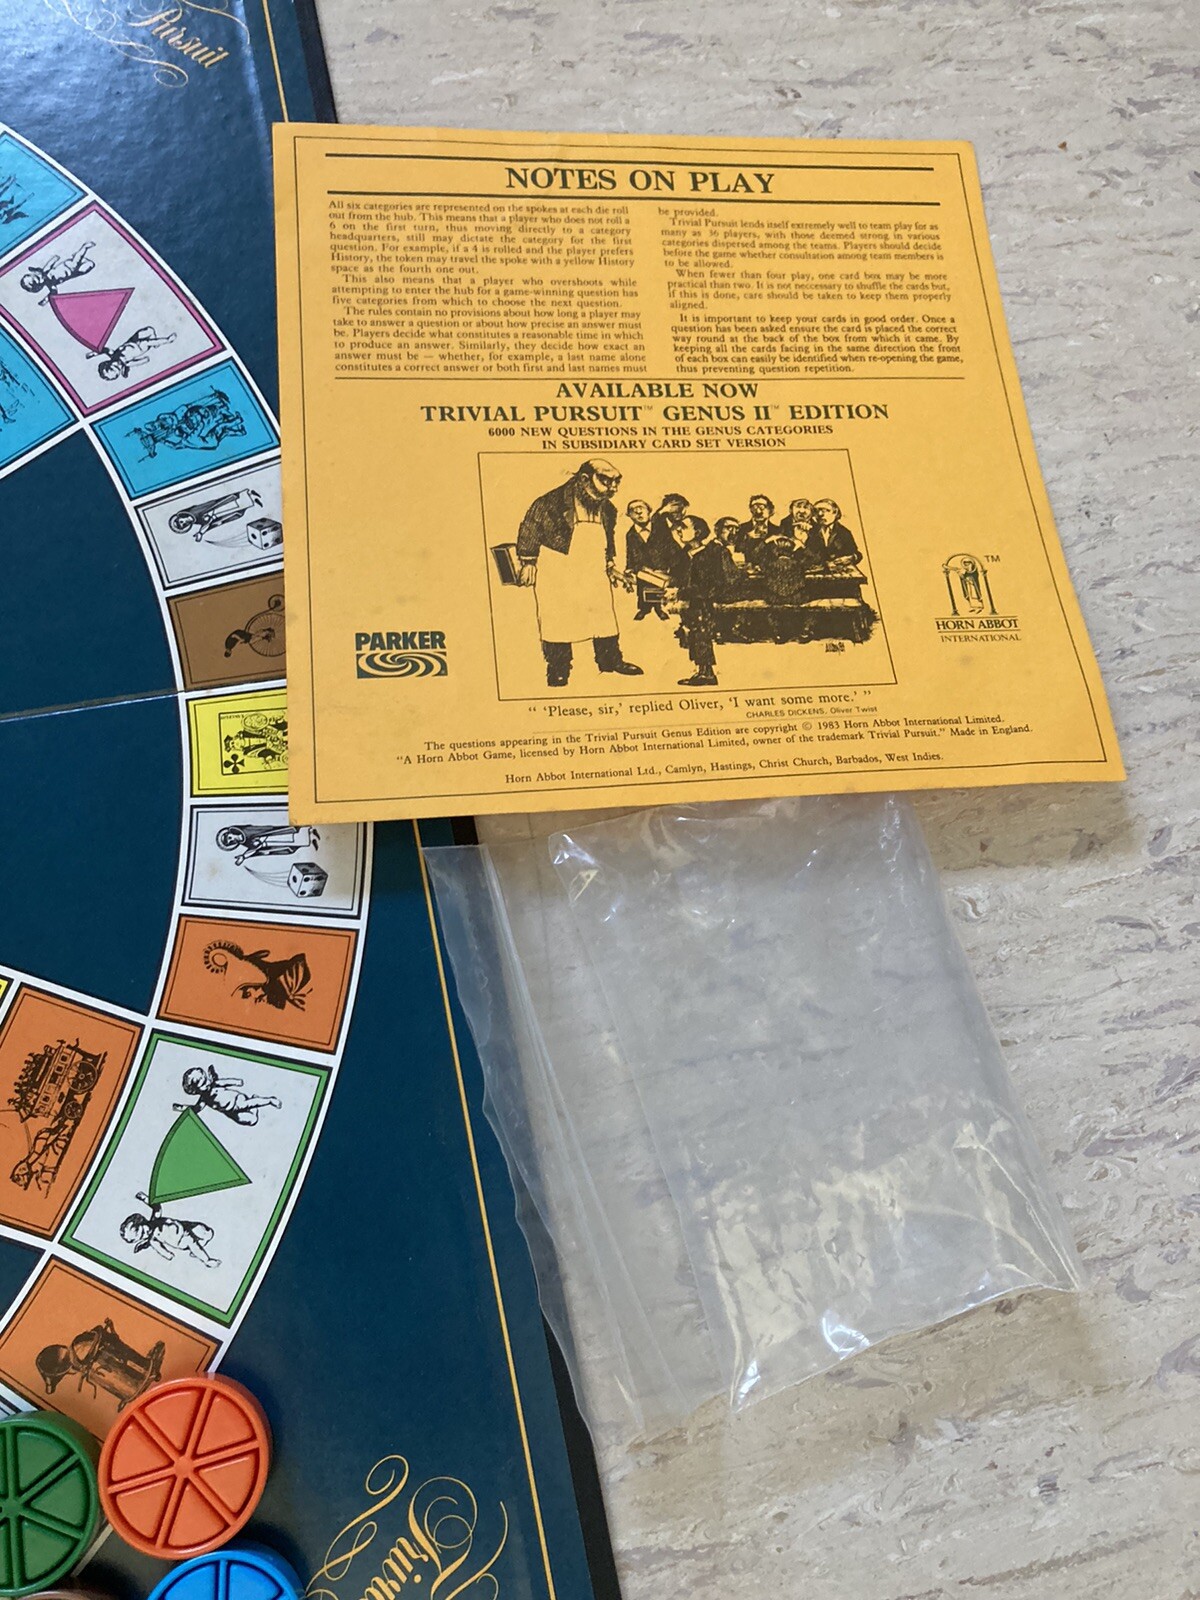 Pursuit
NOTES ON PLAY
All six categories are represented on the spokes at each die roll
out from the hub. This means that a player who does not roll a
6 on the first turn, thus moving directly to a category
headquarters, still may dictate the category for the first
question. For example, if a 4 is rolled and the player prefers
History, the token may travel the spoke with a yellow History
space as the fourth one out.
This also means that a player who overshoots while
attempting to enter the hub for a game-winning question has
five categories from which to choose the next question.
The rules contain no provisions about how long a player may
take to answer a question or about how precise an answer must
be. Players decide what constitutes a reasonable time in which
to produce an answer. Similarly, they decide how exact an
answer must be — whether, for example, a last name alone
constitutes a correct answer or both first and last names must
be provided.
Trivial Pursuit lends itself extremely well to team play for as
many as 36 players, with those deemed strong in various
categories dispersed among the teams. Players should decide
before the game whether consultation among team members is
to be allowed.
When fewer than four play, one card box may be more
practical than two. It is not neccessary to shuffle the cards but,
if this is done, care should be taken to keep them properly
aligned.
It is important to keep your cards in good order. Once a
question has been asked ensure the card is placed the correct
way round at the back of the box from which it came. By
keeping all the cards facing in the same direction the front
of each box can easily be identified when re-opening the game,
thus preventing question repetition.
AVAILABLE NOW
TRIVIAL PURSUIT™ GENUS II™ EDITION
6000 NEW QUESTIONS IN THE GENUS CATEGORIES
IN SUBSIDIARY CARD SET VERSION
PARKER
TM
HORN ABBOT
INTERNATIONAL
“ ‘Please, sir,’ replied Oliver, ‘I want some more.’ ”
CHARLES DICKENS, Oliver Twist
The questions appearing in the Trivial Pursuit Genus Edition are copyright © 1983 Horn Abbot International Limited.
“A Horn Abbot Game, licensed by Horn Abbot International Limited, owner of the trademark Trivial Pursuit.” Made in England.
Horn Abbot International Ltd., Camlyn, Hastings, Christ Church, Barbados, West Indies.